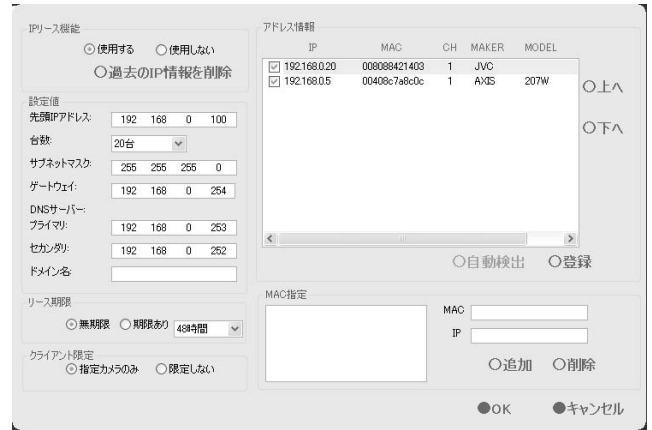 IPリース機能
使用する 使用しない
過去のIP情報を削除
設定値
先頭IPアドレス: 192 168 0 100
台数: 20台
サブネットマスク: 255 255 255 0
ゲートウェイ: 192 168 0 254
DNSサーバー:
プライマリ: 192 168 0 253
セカンダリ: 192 168 0 252
ドメイン名:
リース期限
無期限 期限あり 48時間
クライアント限定
指定カメラのみ 限定しない
アドレス情報
IP MAC CH MAKER MODEL
192.168.0.20 008088421403 1 JVC
192.168.0.5 00408c7a8c0c 1 AXIS 207W
上へ
下へ
自動検出 登録
MAC指定
MAC
IP
追加 削除
OK キャンセル